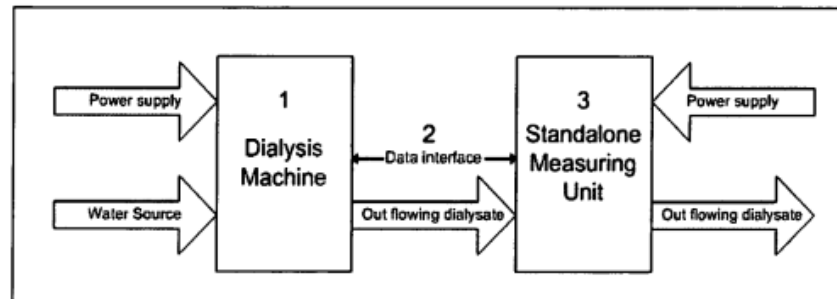 Power supply
1
Dialysis
Machine
2
Data interface
3
Standalone
Measuring
Unit
Power supply
Water Source
Out flowing dialysate
Out flowing dialysate